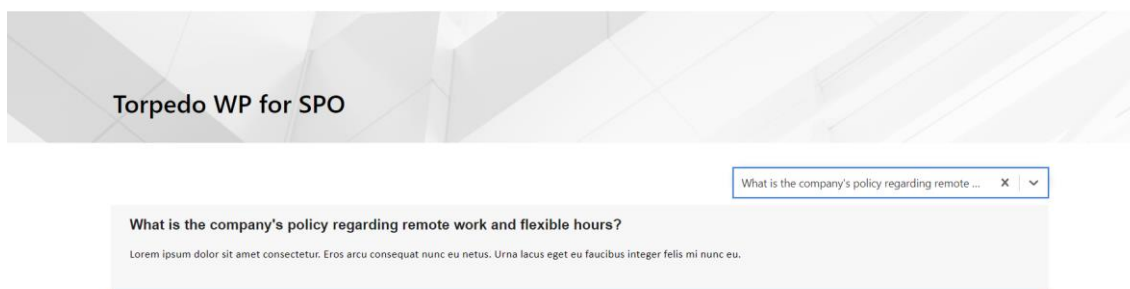 Torpedo WP for SPO
What is the company's policy regarding remote ...
What is the company's policy regarding remote work and flexible hours?
Lorem ipsum dolor sit amet consectetur. Eros arcu consequat nunc eu netus. Urna lacus eget eu faucibus integer felis mi nunc eu.